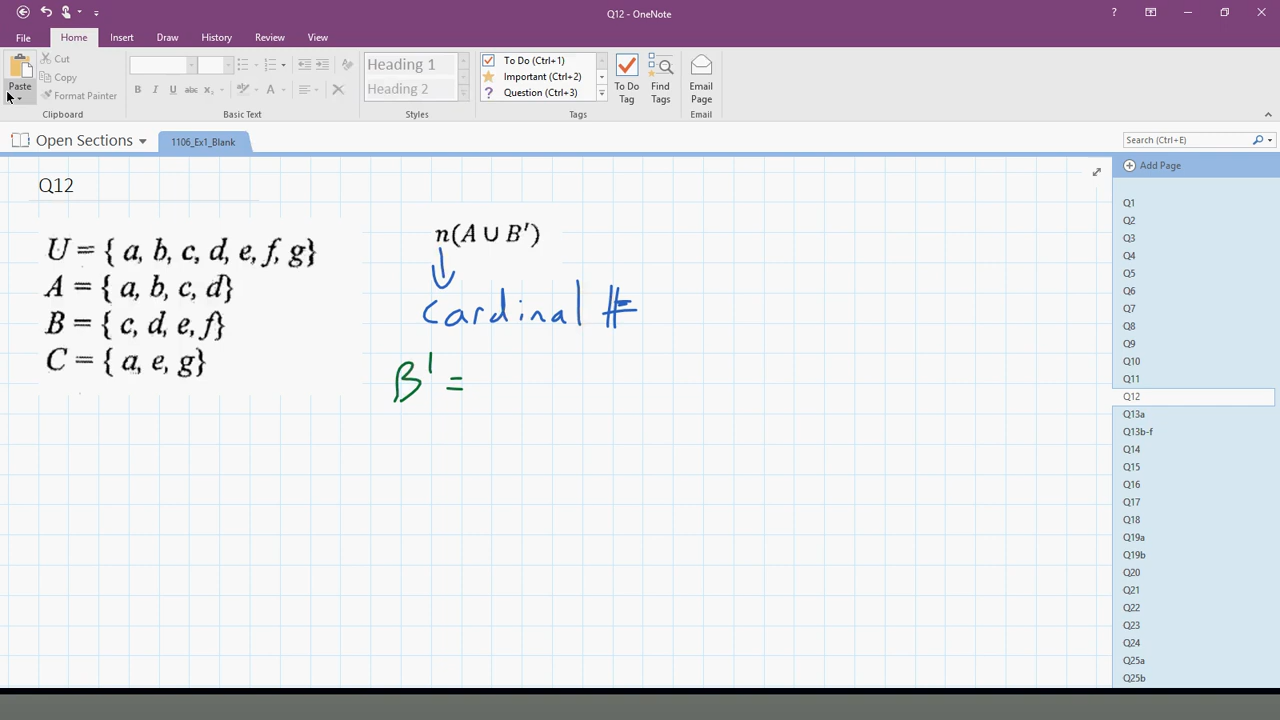 Q12 - OneNote
?
File Home Insert Draw History Review View
Paste
Cut
Copy
Format Painter
Clipboard
B I U abc
Basic Text
Heading 1
Heading 2
Styles
To Do (Ctrl+1)
Important (Ctrl+2)
? Question (Ctrl+3)
Tags
To Do Tag
Find Tags
Email Page
Email
Open Sections
1106_Ex1_Blank
Search (Ctrl+E)
Add Page
Q12
U = { a, b, c, d, e, f, g}
A = { a, b, c, d}
B = { c, d, e, f}
C = { a, e, g}
n(A ∪ B′)
Cardinal #
B' =
Q1
Q2
Q3
Q4
Q5
Q6
Q7
Q8
Q9
Q10
Q11
Q12
Q13a
Q13b-f
Q14
Q15
Q16
Q17
Q18
Q19a
Q19b
Q20
Q21
Q22
Q23
Q24
Q25a
Q25b